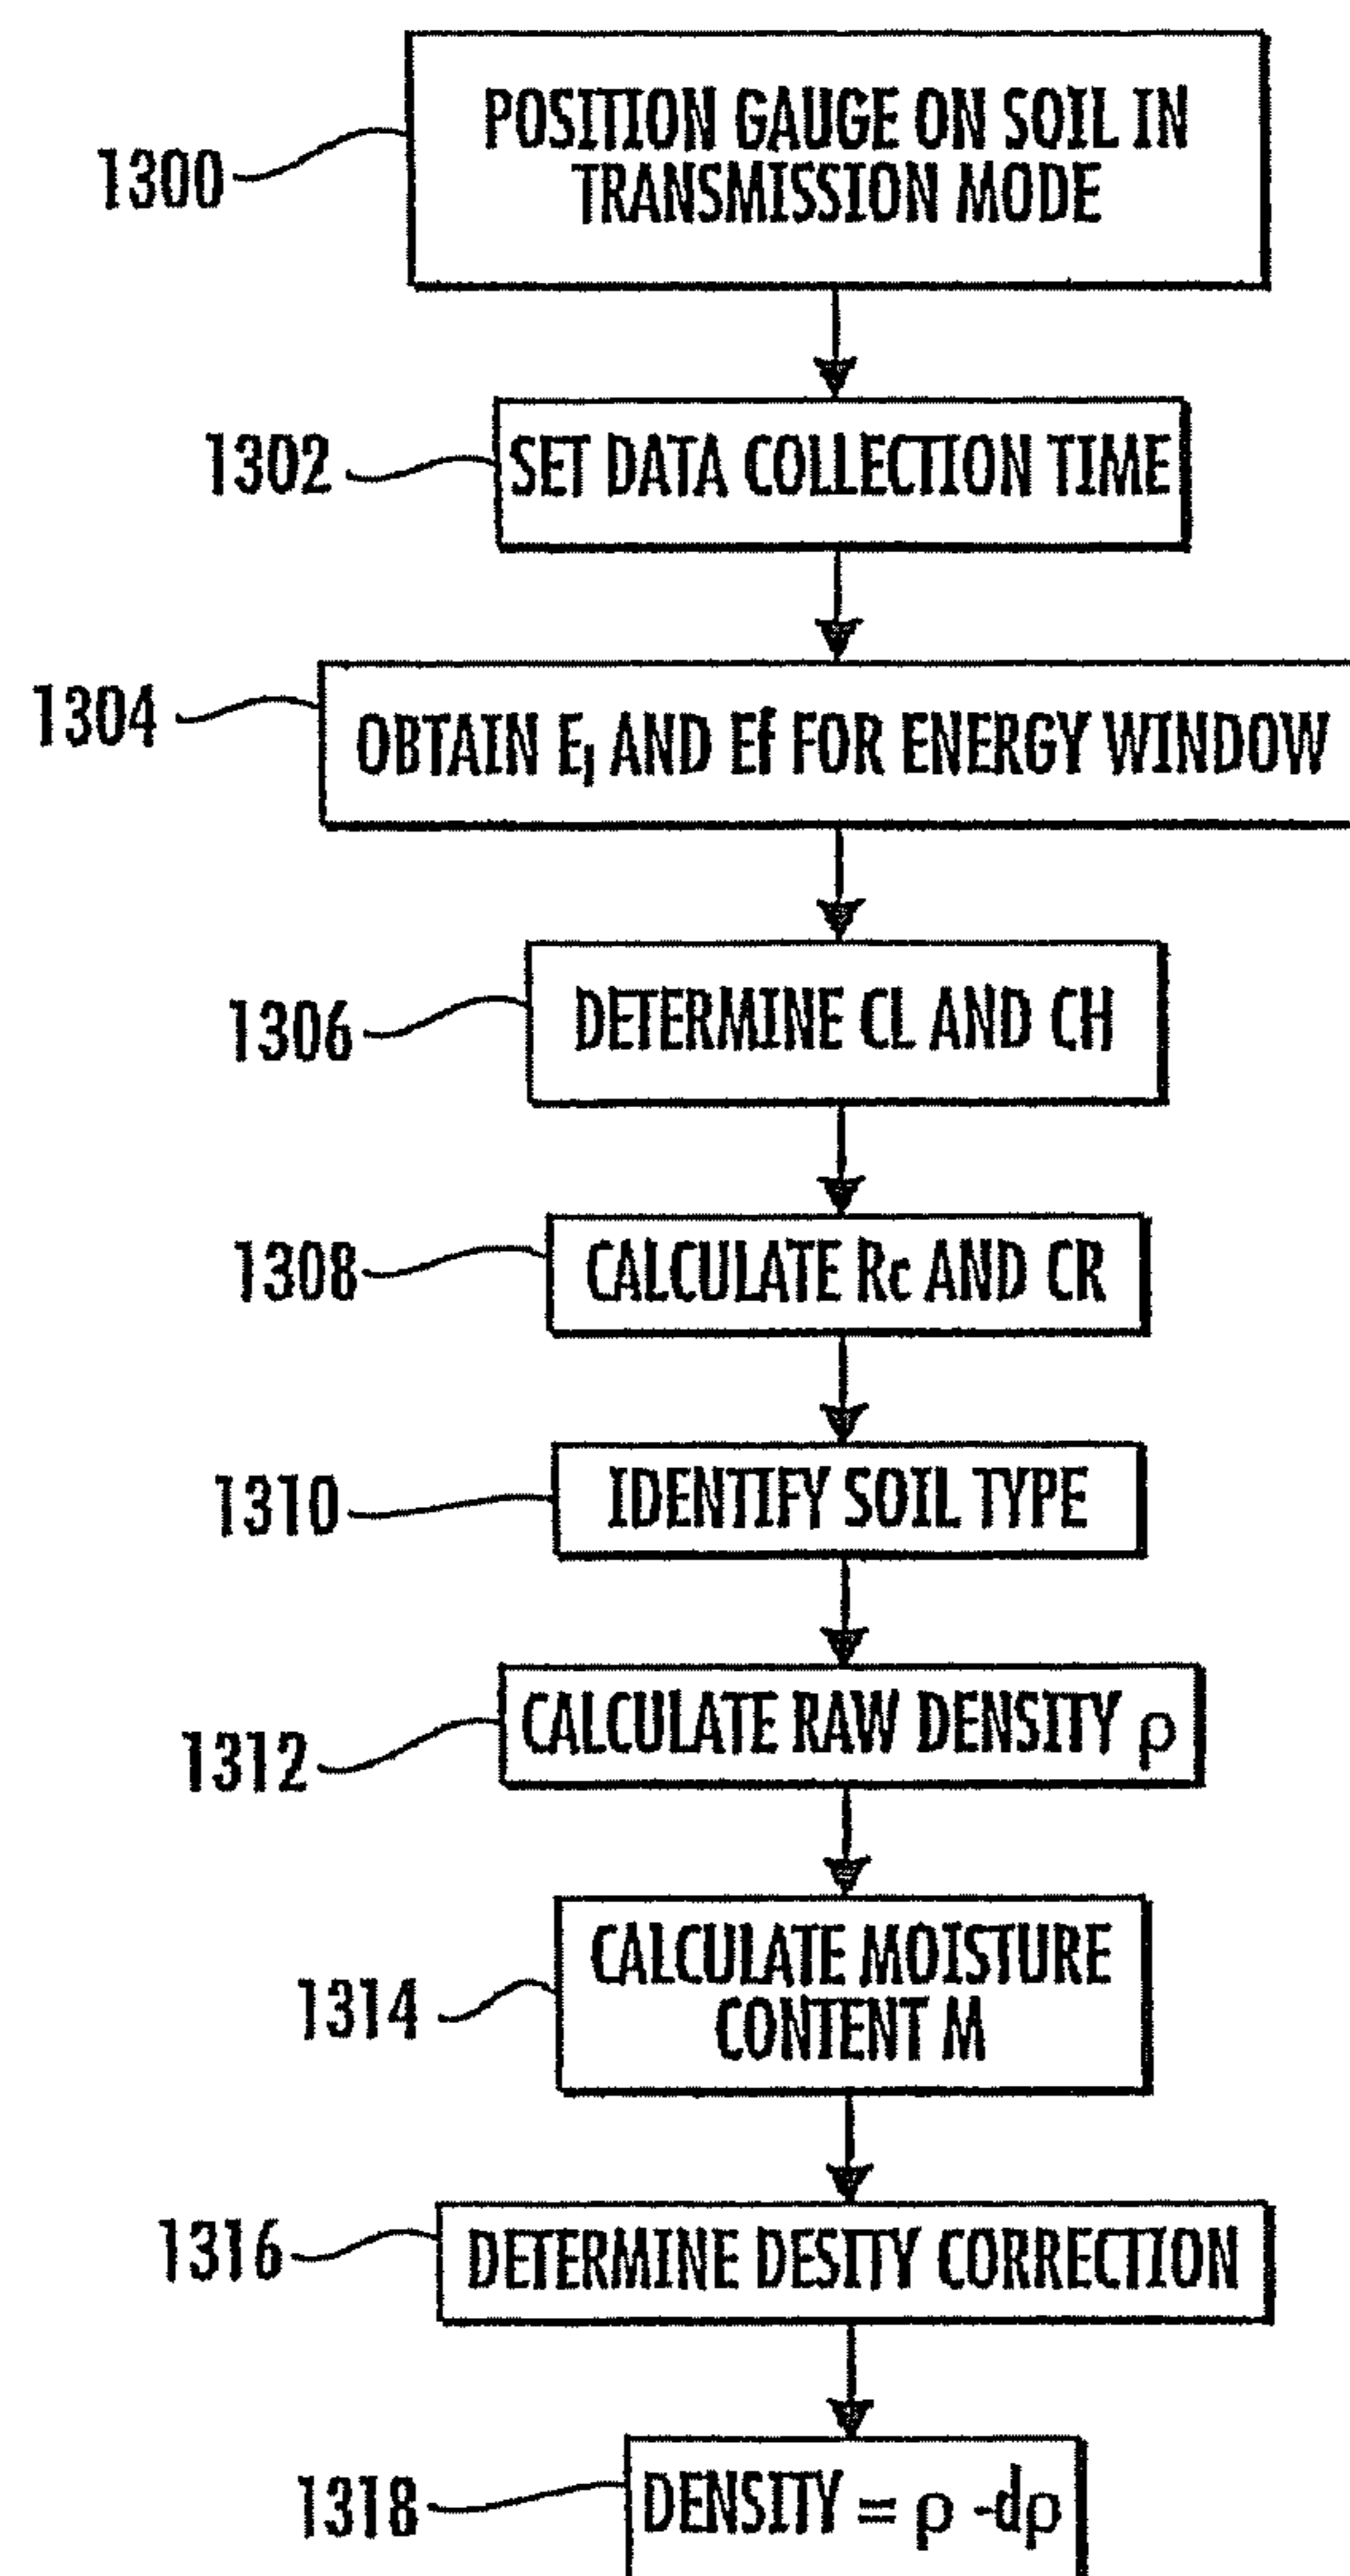 1300
POSITION GAUGE ON SOIL IN
TRANSMISSION MODE
1302
SET DATA COLLECTION TIME
1304
OBTAIN Eⱼ AND Ef FOR ENERGY WINDOW
1306
DETERMINE CL AND CH
1308
CALCULATE Rc AND CR
1310
IDENTIFY SOIL TYPE
1312
CALCULATE RAW DENSITY ρ
1314
CALCULATE MOISTURE
CONTENT M
1316
DETERMINE DESITY CORRECTION
1318
DENSITY = ρ -dρ